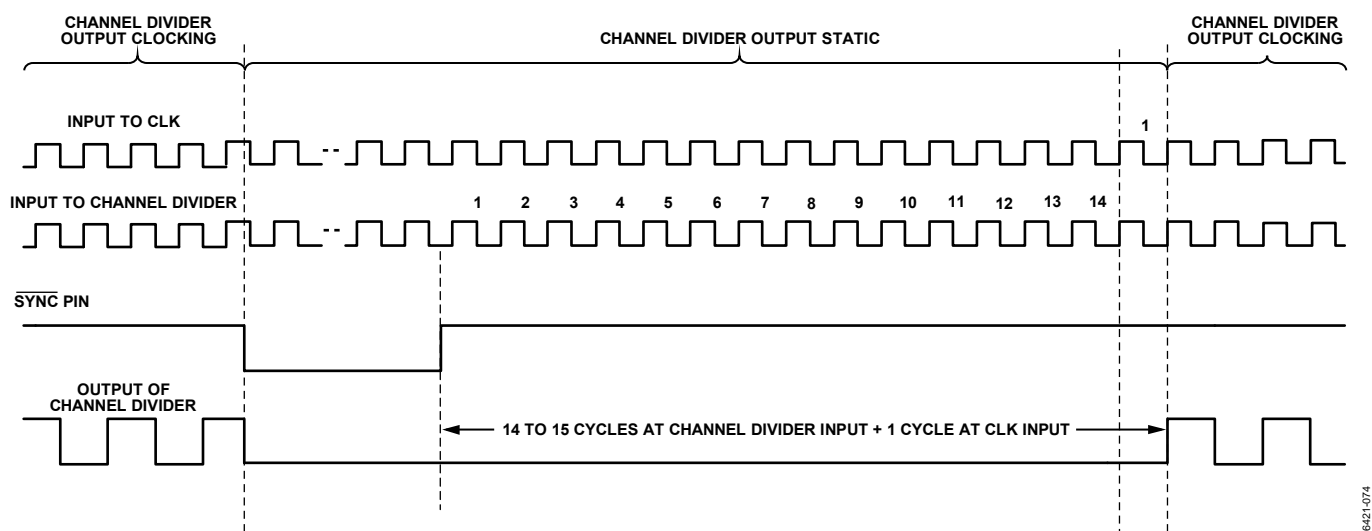 CHANNEL DIVIDER
OUTPUT CLOCKING
CHANNEL DIVIDER OUTPUT STATIC
CHANNEL DIVIDER
OUTPUT CLOCKING
INPUT TO CLK
1
INPUT TO CHANNEL DIVIDER
1 2 3 4 5 6 7 8 9 10 11 12 13 14
SYNC PIN
OUTPUT OF
CHANNEL DIVIDER
14 TO 15 CYCLES AT CHANNEL DIVIDER INPUT + 1 CYCLE AT CLK INPUT
6421-074